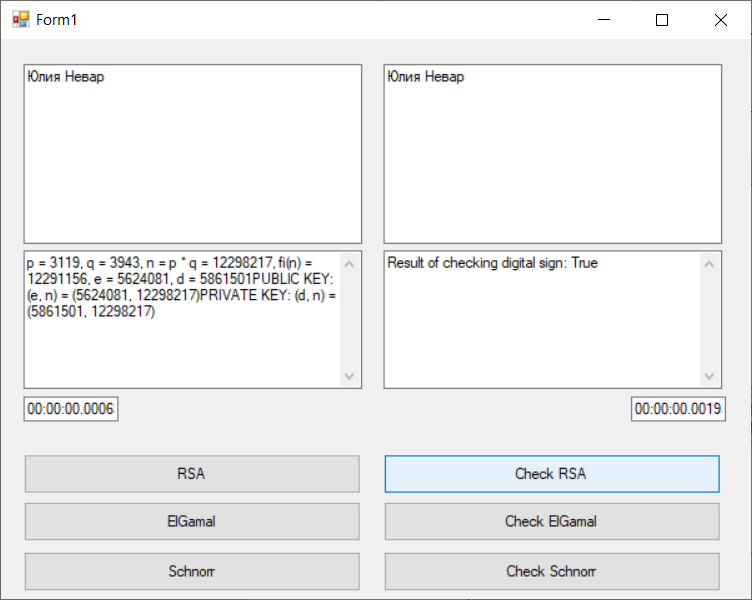 Form1
Юлия Невар
Юлия Невар
p = 3119, q = 3943, n = p * q = 12298217, fi(n) =
12291156, e = 5624081, d = 5861501PUBLIC KEY:
(e, n) = (5624081, 12298217)PRIVATE KEY: (d, n) =
(5861501, 12298217)
Result of checking digital sign: True
00:00:00.0006
00:00:00.0019
RSA
Check RSA
ElGamal
Check ElGamal
Schnorr
Check Schnorr